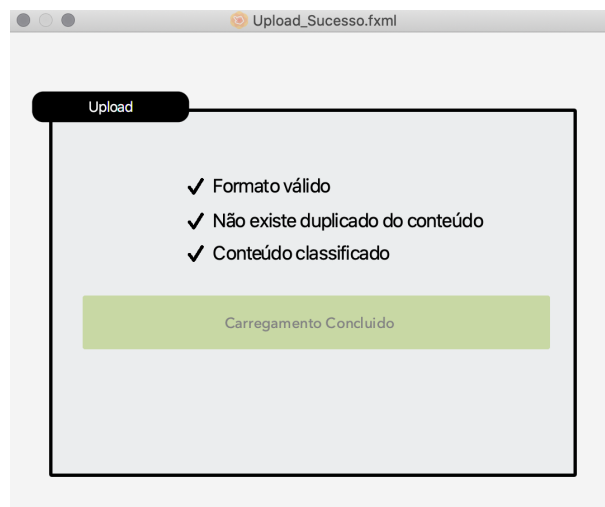 Upload_Sucesso.fxml
Upload
Formato válido
Não existe duplicado do conteúdo
Conteúdo classificado
Carregamento Concluido